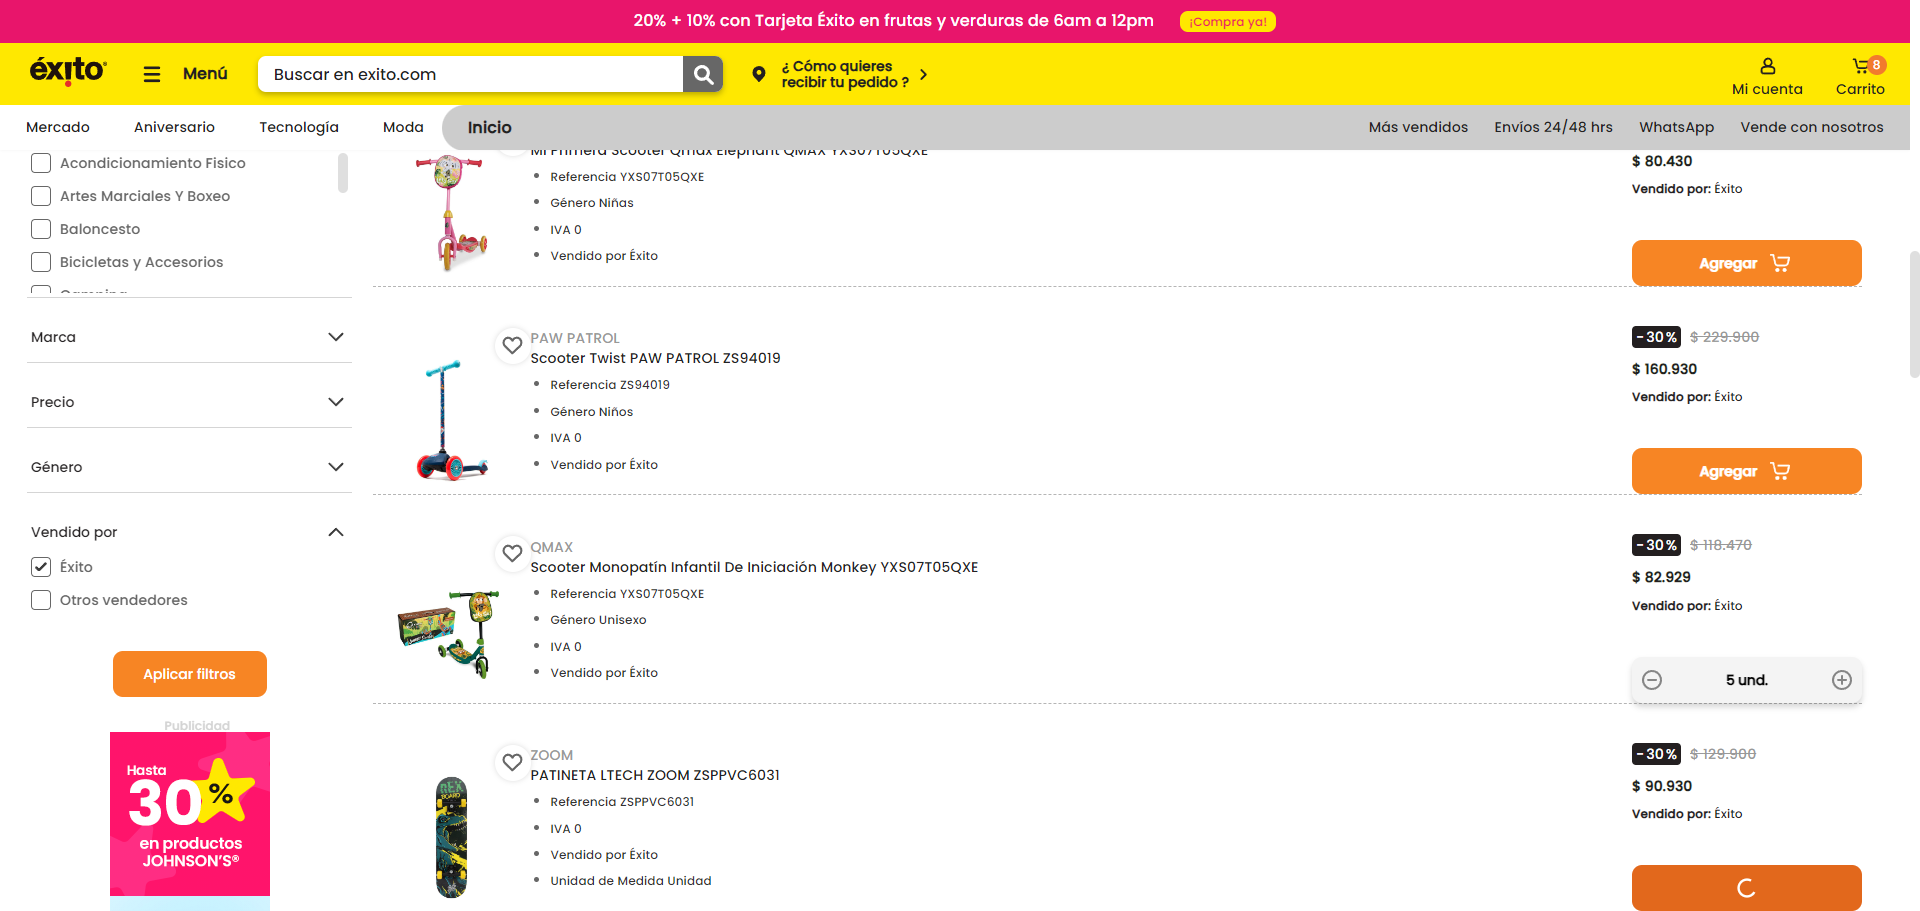 20% + 10% con Tarjeta Éxito en frutas y verduras de 6am a 12pm
¡Compra ya!
éxito
Menú
Buscar en exito.com
¿ Cómo quieres
recibir tu pedido ?
Mi cuenta
8
Carrito
Mercado
Aniversario
Tecnología
Moda
Inicio
Más vendidos
Envíos 24/48 hrs
WhatsApp
Vende con nosotros
Acondicionamiento Fisico
Artes Marciales Y Boxeo
Baloncesto
Bicicletas y Accesorios
Camping
Marca
Precio
Género
Vendido por
Éxito
Otros vendedores
Aplicar filtros
Publicidad
Hasta
30%
en productos
JOHNSON'S®
Mi Primera Scooter Qmax Elephant QMAX YXS07T05QXE
Referencia YXS07T05QXE
Género Niñas
IVA 0
Vendido por Éxito
$ 80.430
Vendido por: Éxito
Agregar
PAW PATROL
Scooter Twist PAW PATROL ZS94019
Referencia ZS94019
Género Niños
IVA 0
Vendido por Éxito
-30% $ 229.900
$ 160.930
Vendido por: Éxito
Agregar
QMAX
Scooter Monopatín Infantil De Iniciación Monkey YXS07T05QXE
Referencia YXS07T05QXE
Género Unisexo
IVA 0
Vendido por Éxito
-30% $ 118.470
$ 82.929
Vendido por: Éxito
5 und.
ZOOM
PATINETA LTECH ZOOM ZSPPVC6031
Referencia ZSPPVC6031
IVA 0
Vendido por Éxito
Unidad de Medida Unidad
-30% $ 129.900
$ 90.930
Vendido por: Éxito